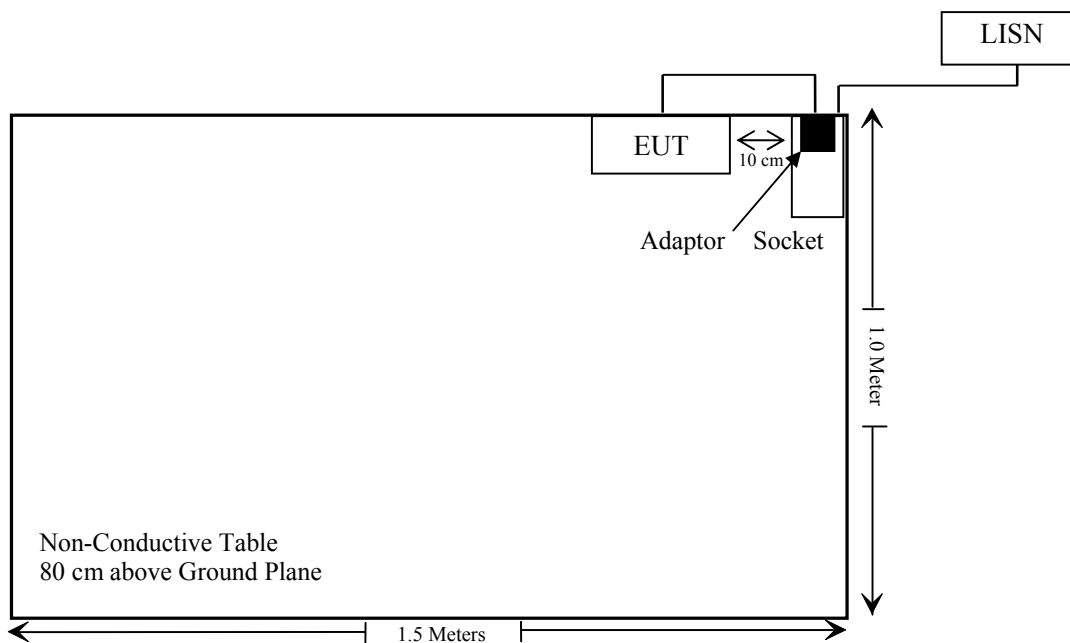 LISN
EUT
10 cm
Adaptor
Socket
1.0 Meter
Non-Conductive Table
80 cm above Ground Plane
1.5 Meters